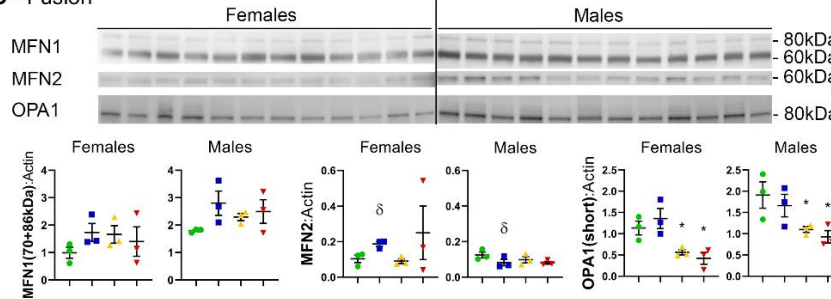 Fusion
Females Males
MFN1 - 80kDa
- 60kDa
MFN2 - 60kDa
OPA1 - 80kDa
Females Males Females Males Females Males
MFN1(70+86kDa):Actin
4
3
2
1
0
4
3
2
1
0
MFN2:Actin
0.6
0.4
0.2
0.0
δ
0.6
0.4
0.2
0.0
δ
OPA1(short):Actin
2.5
2.0
1.5
1.0
0.5
0.0
* *
2.5
2.0
1.5
1.0
0.5
0.0
* *